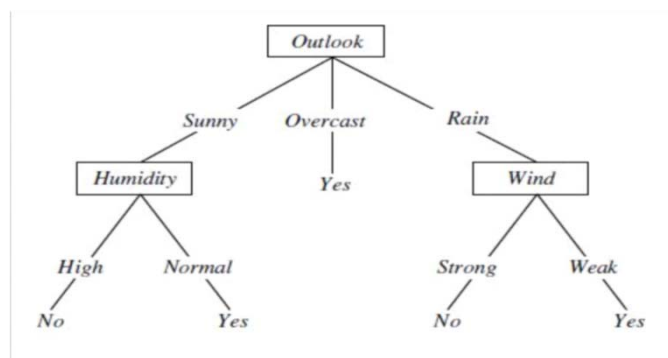 Outlook
Sunny Overcast Rain
Humidity Yes Wind
High Normal Strong Weak
No Yes No Yes